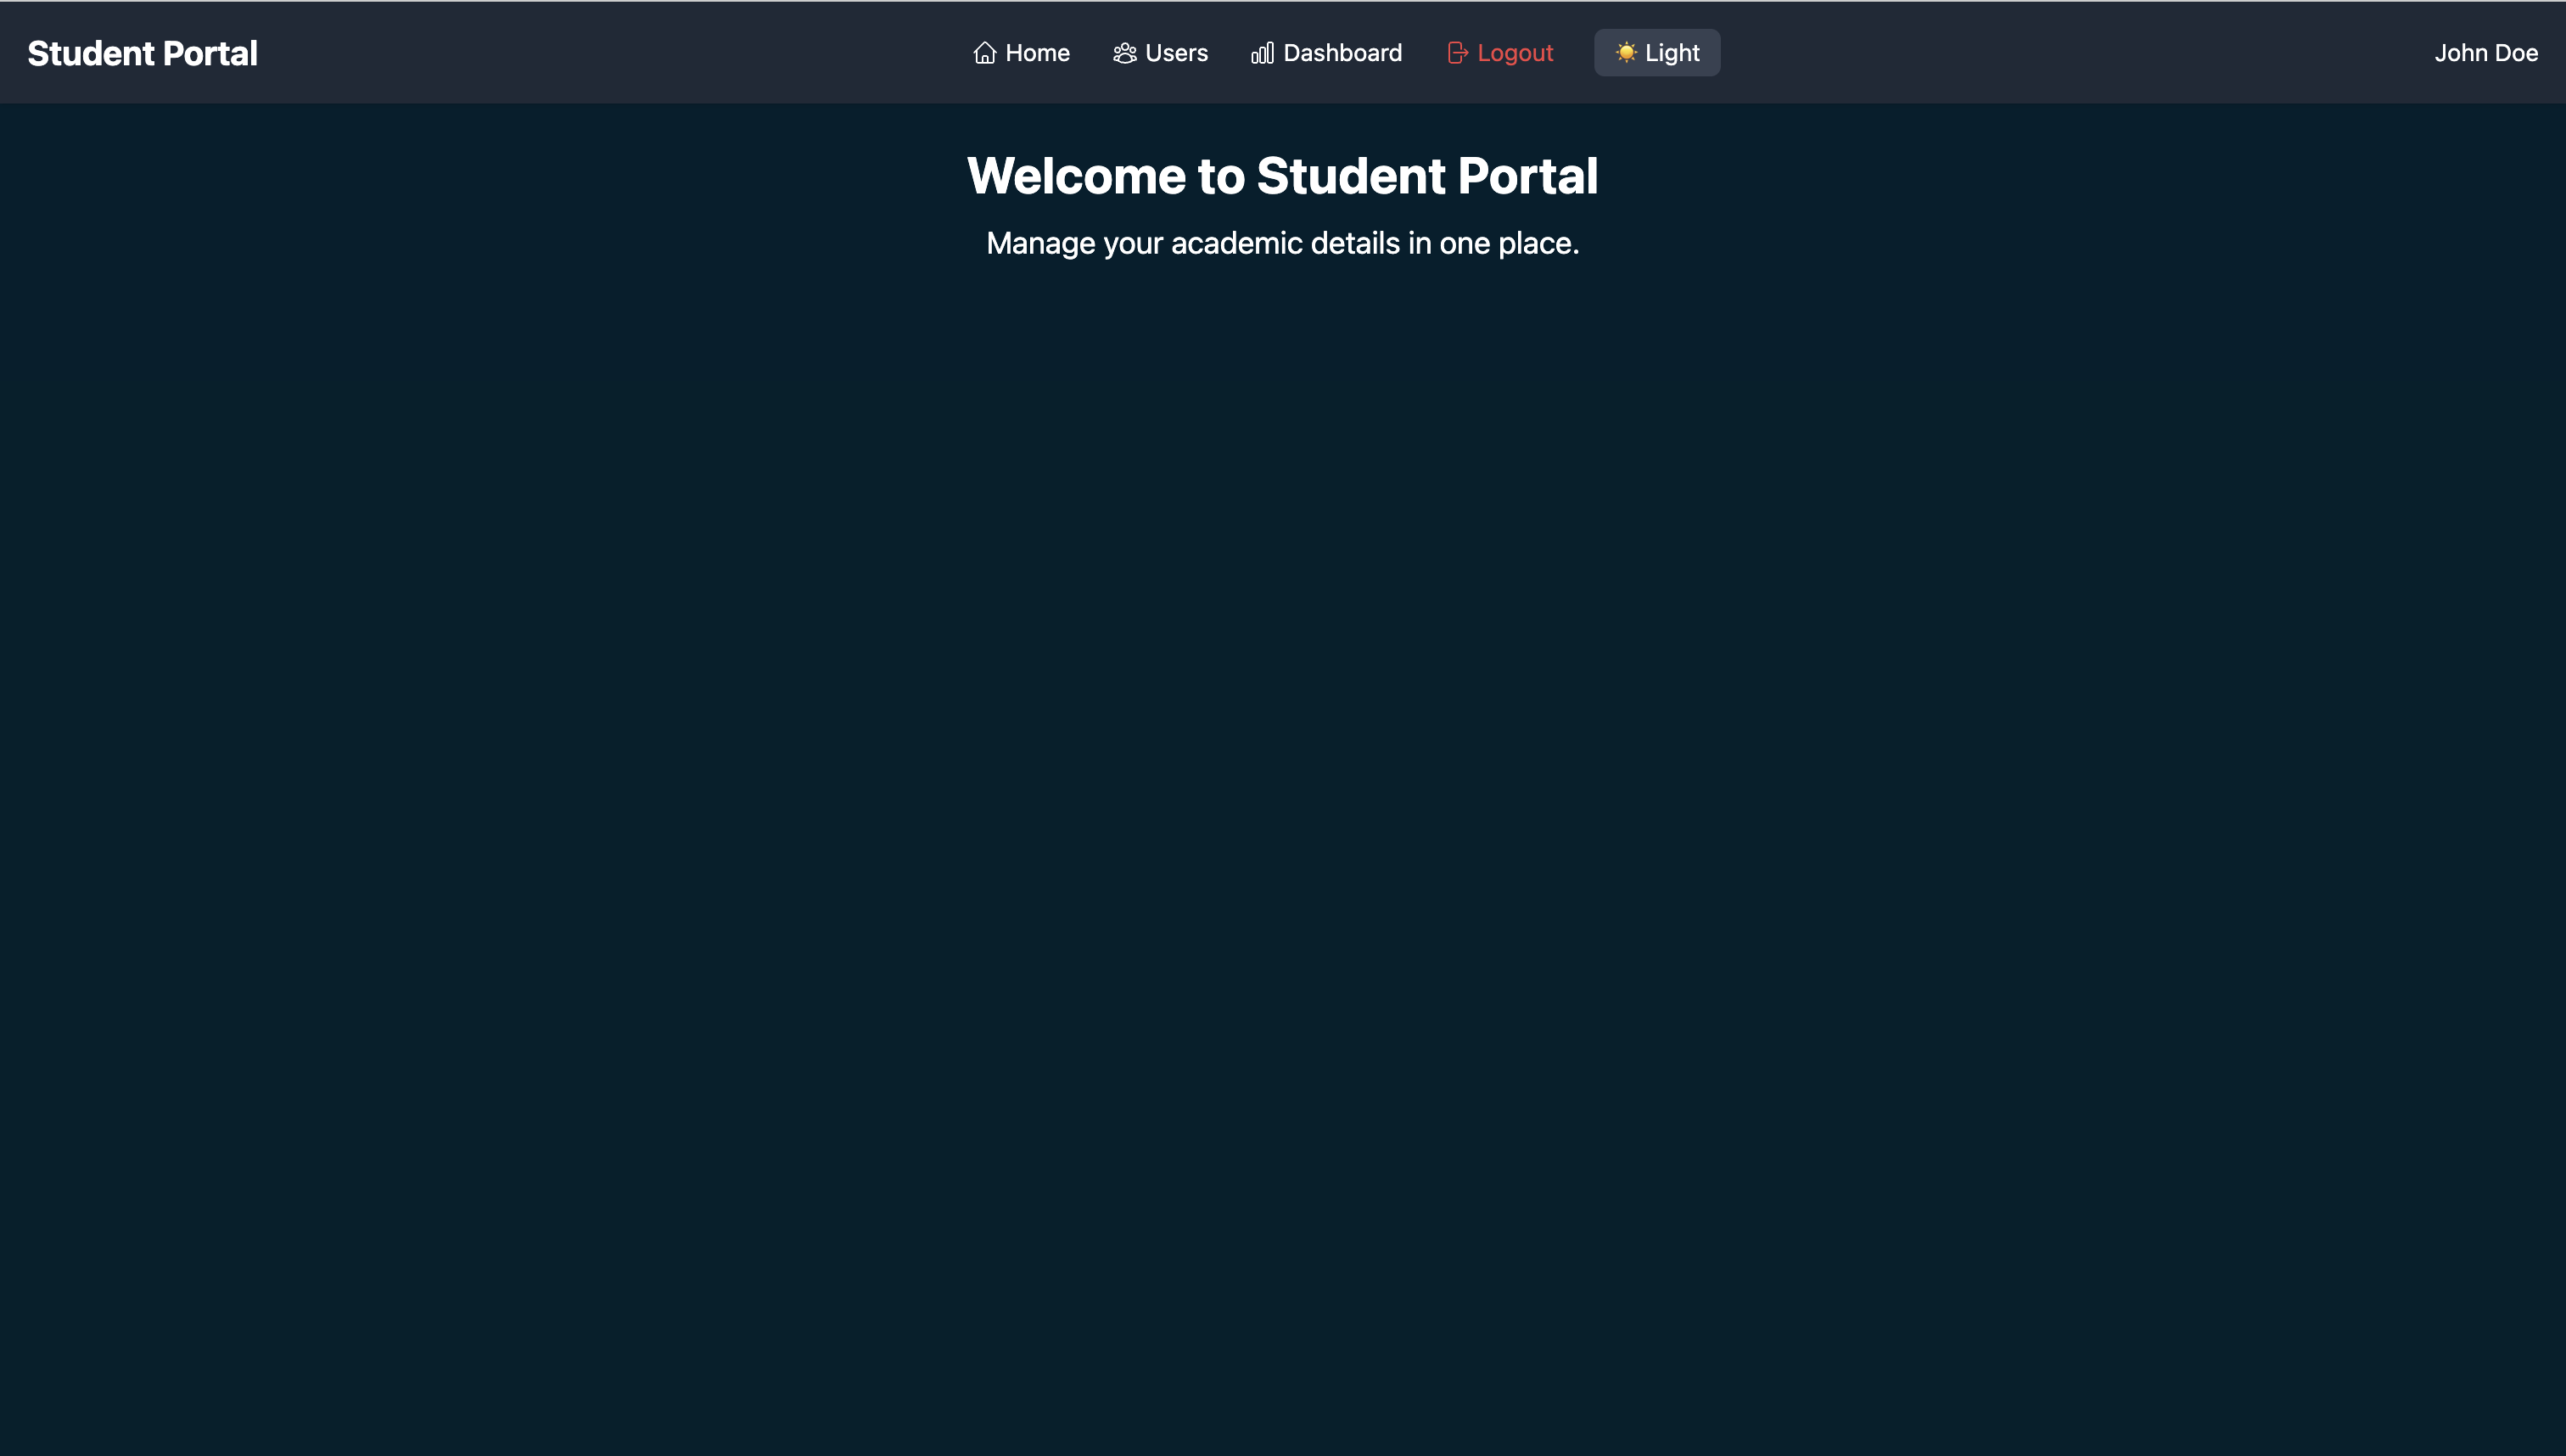 Student Portal
Home Users Dashboard Logout ☀️ Light
John Doe
Welcome to Student Portal
Manage your academic details in one place.